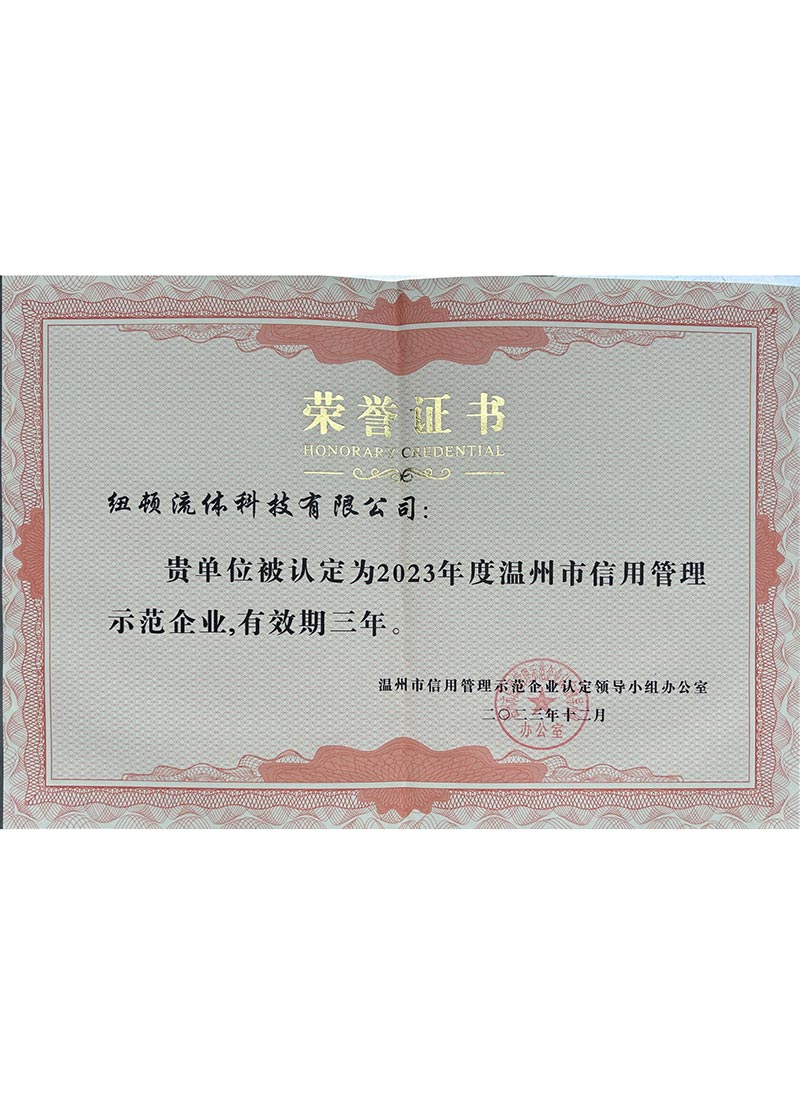 荣誉证书
HONORARY CREDENTIAL
纽顿流体科技有限公司：
贵单位被认定为2023年度温州市信用管理
示范企业,有效期三年。
温州市信用管理示范企业认定领导小组办公室
二〇二三年十二月
办公室